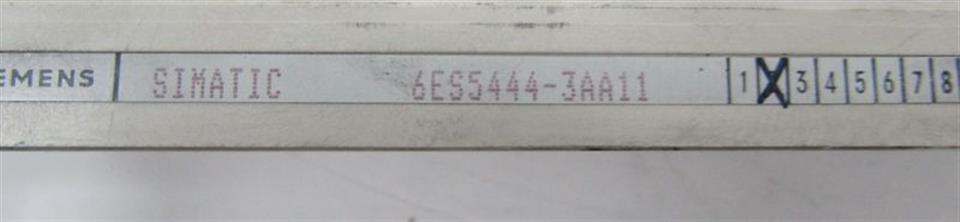 EMENS SIMATIC 6ES5444-3AA11 1 X 3 4 5 6 7 8